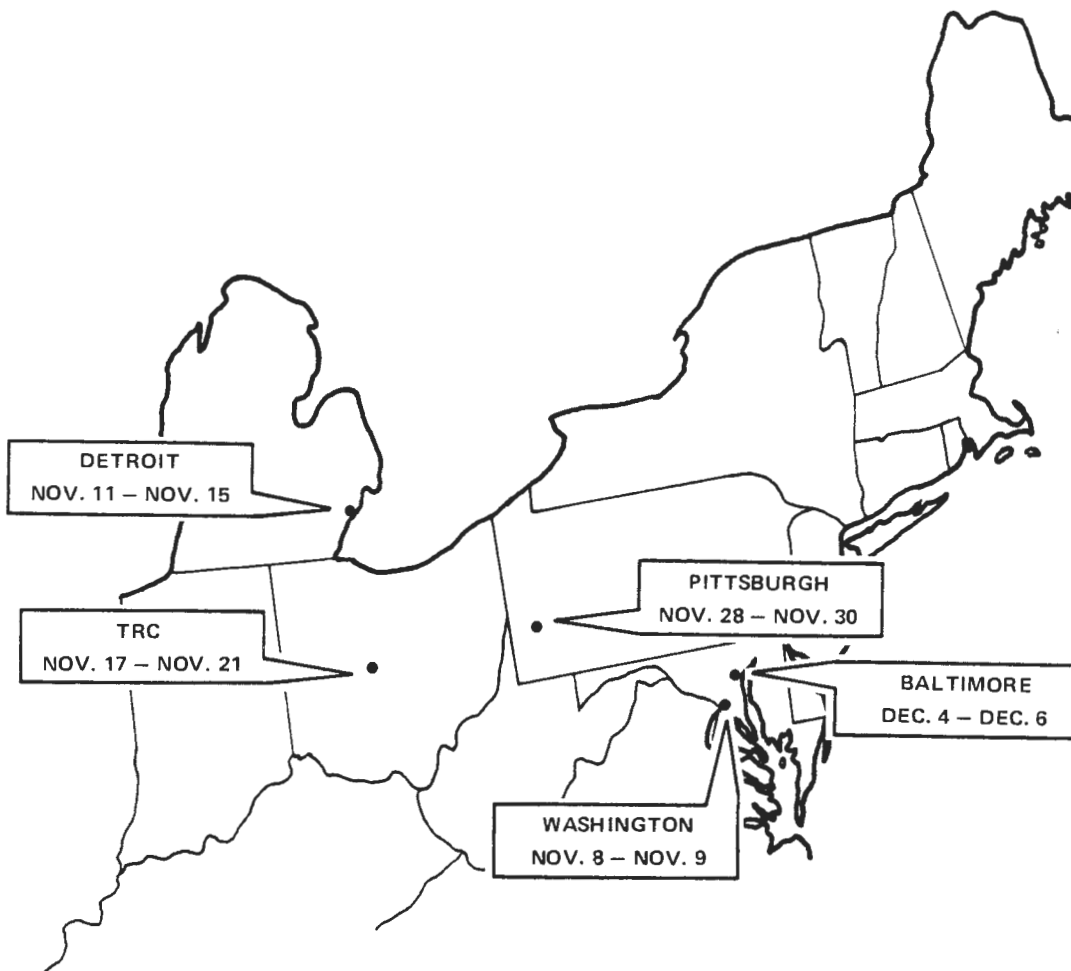 DETROIT
NOV. 11 – NOV. 15
PITTSBURGH
NOV. 28 – NOV. 30
TRC
NOV. 17 – NOV. 21
BALTIMORE
DEC. 4 – DEC. 6
WASHINGTON
NOV. 8 – NOV. 9